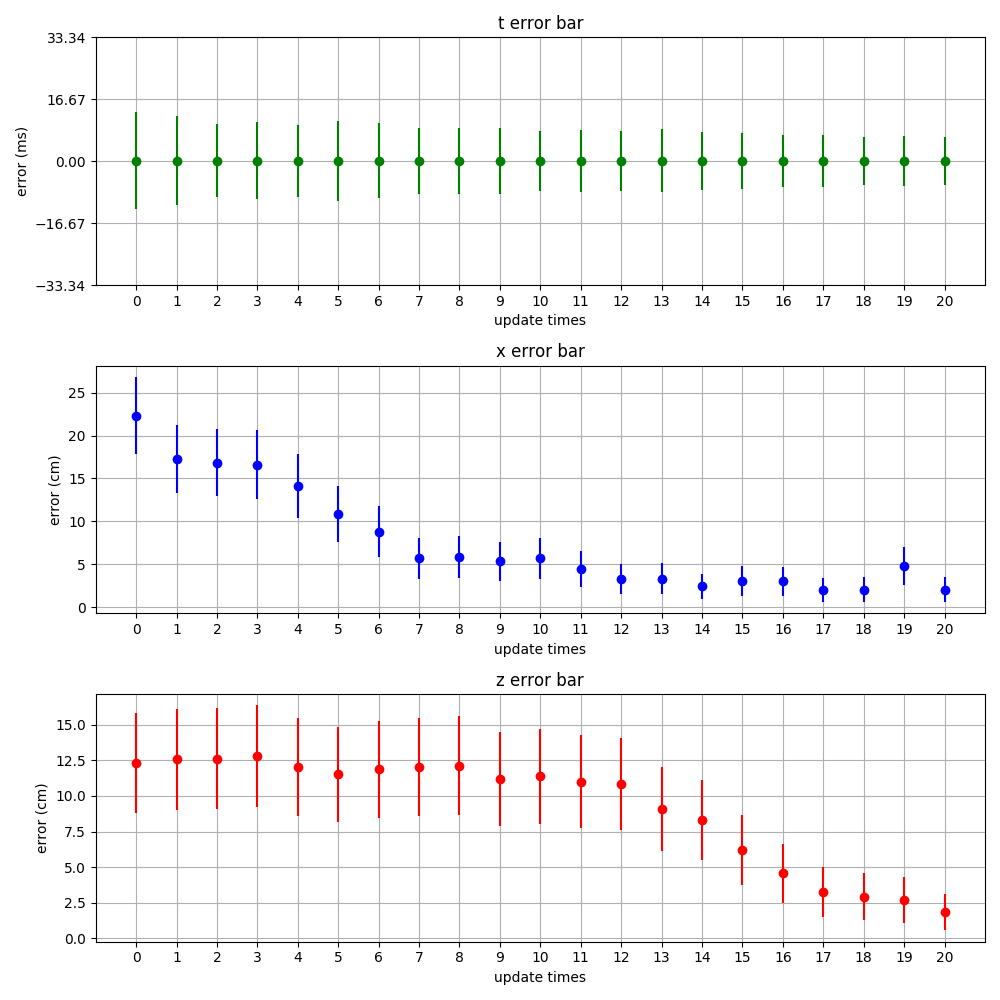 t error bar
33.34
16.67
0.00
−16.67
−33.34
error (ms)
0 1 2 3 4 5 6 7 8 9 10 11 12 13 14 15 16 17 18 19 20
update times
x error bar
25
20
15
10
5
0
error (cm)
0 1 2 3 4 5 6 7 8 9 10 11 12 13 14 15 16 17 18 19 20
update times
z error bar
15.0
12.5
10.0
7.5
5.0
2.5
0.0
error (cm)
0 1 2 3 4 5 6 7 8 9 10 11 12 13 14 15 16 17 18 19 20
update times